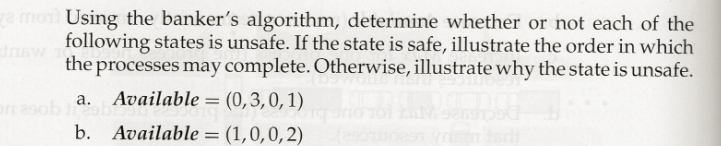 Using the banker's algorithm, determine whether or not each of the
following states is unsafe. If the state is safe, illustrate the order in which
the processes may complete. Otherwise, illustrate why the state is unsafe.
a. Available = (0,3,0,1)
b. Available = (1,0,0,2)